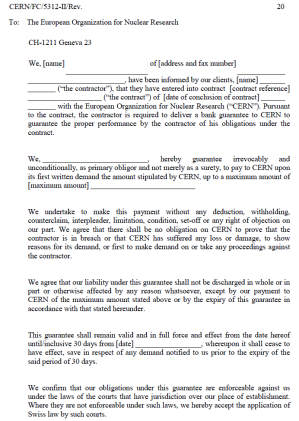 CERN/FC/5312-II/Rev. 20
To: The European Organization for Nuclear Research
CH-1211 Geneva 23
We, [name] of [address and fax number]
____________________________________
______________________, have been informed by our clients, [name] ______
_______ ("the contractor"), that they have entered into contract [contract reference]
_____________ ("the contract") of [date of conclusion of contract] ______
______ with the European Organization for Nuclear Research ("CERN"). Pursuant
to the contract, the contractor is required to deliver a bank guarantee to CERN to
guarantee the proper performance by the contractor of his obligations under the
contract.
We, ______________________, hereby guarantee irrevocably and
unconditionally, as primary obligor and not merely as a surety, to pay to CERN upon
its first written demand the amount stipulated by CERN, up to a maximum amount of
[maximum amount] ______________________
We undertake to make this payment without any deduction, withholding,
counterclaim, interpleader, limitation, condition, set-off or any right of objection on
our part. We agree that there shall be no obligation on CERN to prove that the
contractor is in breach or that CERN has suffered any loss or damage, to show
reasons for its demand, or first to make demand on or take any proceedings against
the contractor.
We agree that our liability under this guarantee shall not be discharged in whole or in
part or otherwise affected by any reason whatsoever, except by our payment to
CERN of the maximum amount stated above or by the expiry of this guarantee in
accordance with that stated hereunder.
This guarantee shall remain valid and in full force and effect from the date hereof
until/inclusive 30 days from [date] ______________, whereupon it shall cease to
have effect, save in respect of any demand notified to us prior to the expiry of the
said period of 30 days.
We confirm that our obligations under this guarantee are enforceable against us
under the laws of the courts that have jurisdiction over our place of establishment.
Where they are not enforceable under such laws, we hereby accept the application of
Swiss law by such courts.